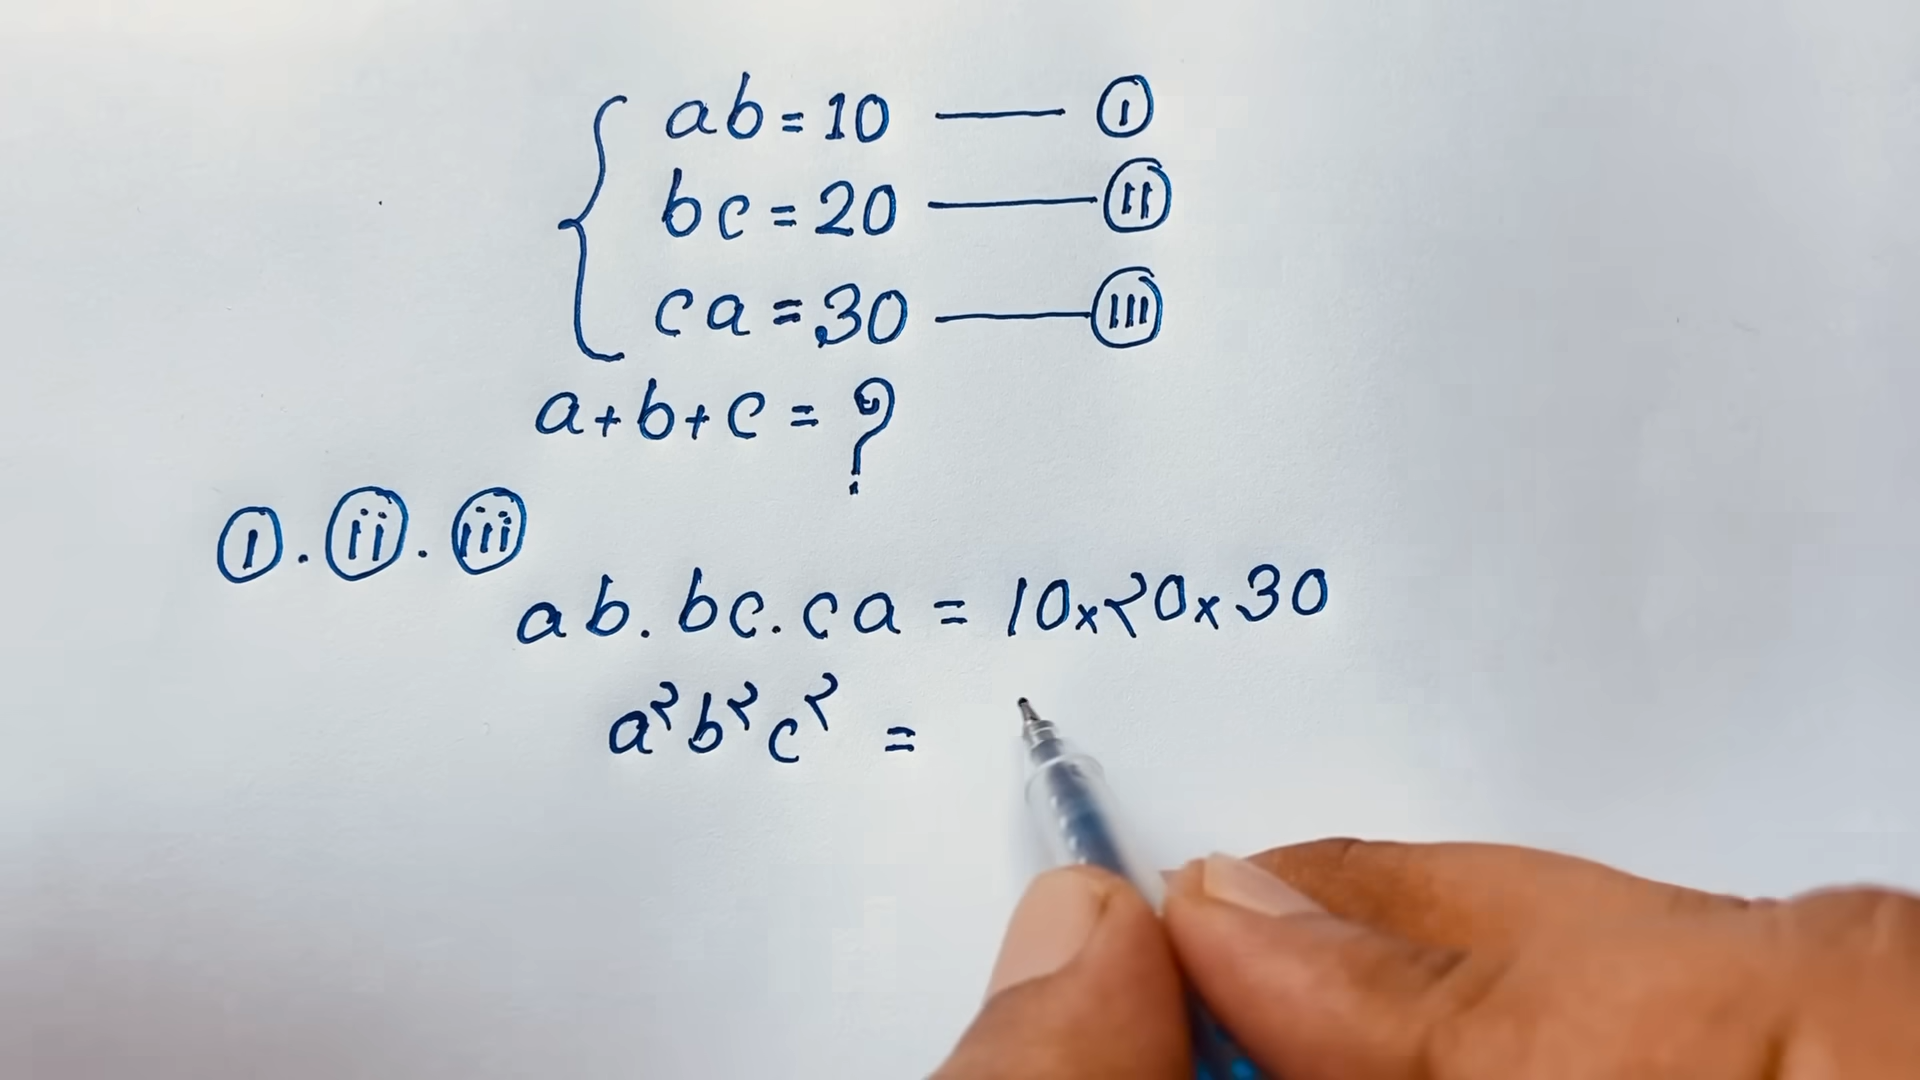 ab = 10 —— ⓘ
bc = 20 —— ⓘⓘ
ca = 30 —— ⓘⓘⓘ
a+b+c = ?
ⓘ . ⓘⓘ . ⓘⓘⓘ
ab . bc . ca = 10×20×30
a²b²c² =